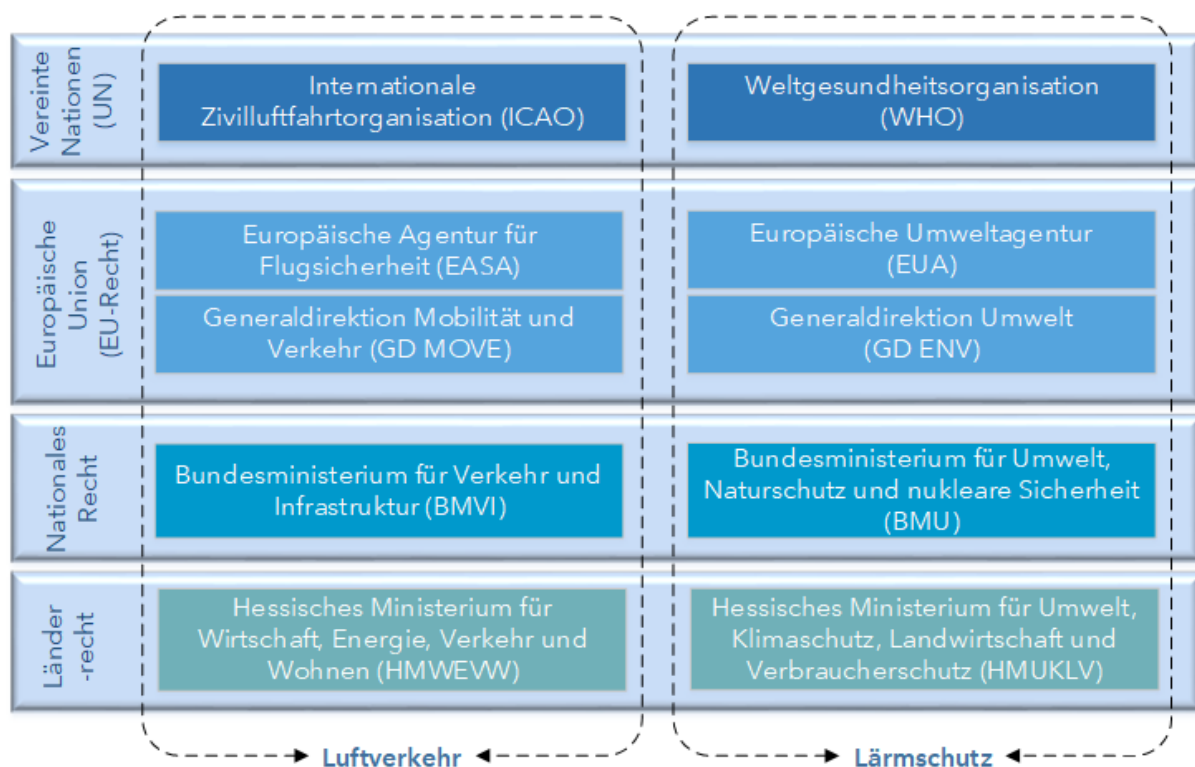 Vereinte
Nationen
(UN)
Internationale
Zivilluftfahrtorganisation (ICAO)
Weltgesundheitsorganisation
(WHO)
Europäische
Union
(EU-Recht)
Europäische Agentur für
Flugsicherheit (EASA)
Europäische Umweltagentur
(EUA)
Generaldirektion Mobilität und
Verkehr (GD MOVE)
Generaldirektion Umwelt
(GD ENV)
Nationales
Recht
Bundesministerium für Verkehr und
Infrastruktur (BMVI)
Bundesministerium für Umwelt,
Naturschutz und nukleare Sicherheit
(BMU)
Länder
-recht
Hessisches Ministerium für
Wirtschaft, Energie, Verkehr und
Wohnen (HMWEVW)
Hessisches Ministerium für Umwelt,
Klimaschutz, Landwirtschaft und
Verbraucherschutz (HMUKLV)
Luftverkehr
Lärmschutz